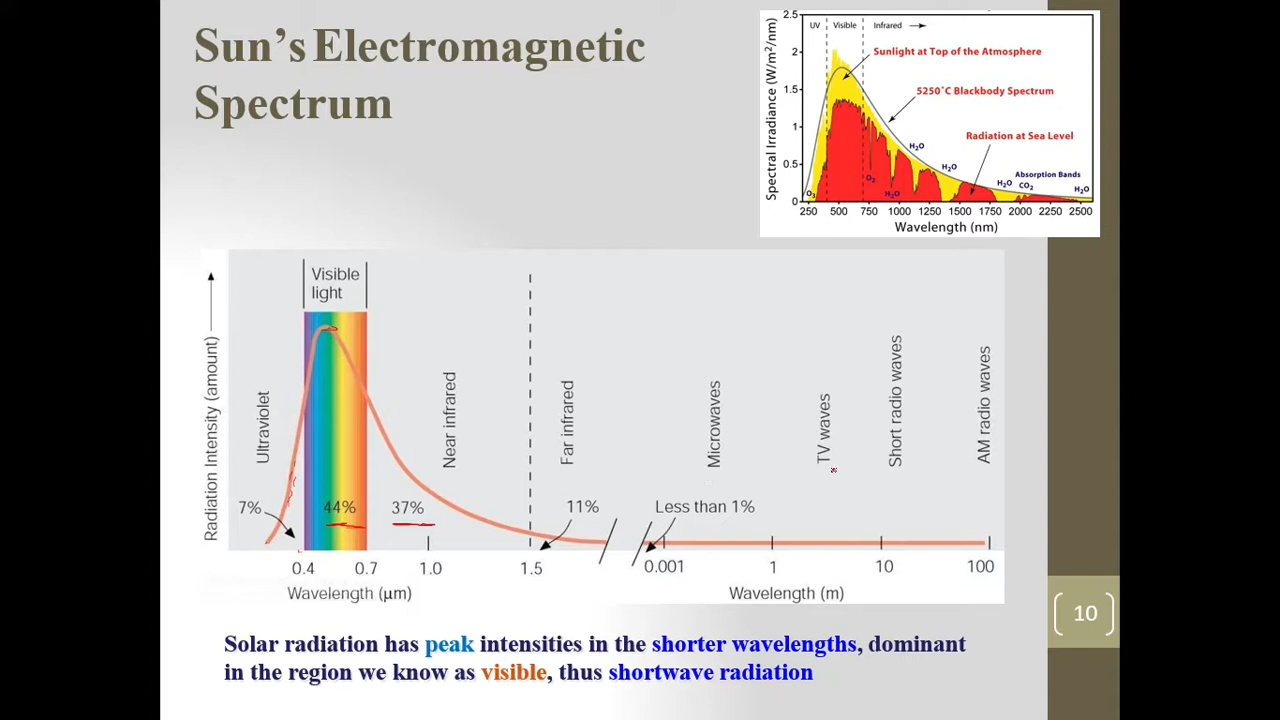 Sun's Electromagnetic
Spectrum
2.5
2
1.5
1
0.5
0
Spectral Irradiance (W/m²/nm)
UV
Visible
Infrared
Sunlight at Top of the Atmosphere
5250°C Blackbody Spectrum
Radiation at Sea Level
H₂O
H₂O
Absorption Bands
O₃
O₂
H₂O
H₂O
CO₂
H₂O
250 500 750 1000 1250 1500 1750 2000 2250 2500
Wavelength (nm)
Radiation Intensity (amount)
Visible
light
Ultraviolet
Near infrared
Far infrared
Microwaves
TV waves
Short radio waves
AM radio waves
7%
44%
37%
11%
Less than 1%
0.4 0.7 1.0 1.5 0.001 1 10 100
Wavelength (μm)
Wavelength (m)
10
Solar radiation has peak intensities in the shorter wavelengths, dominant
in the region we know as visible, thus shortwave radiation